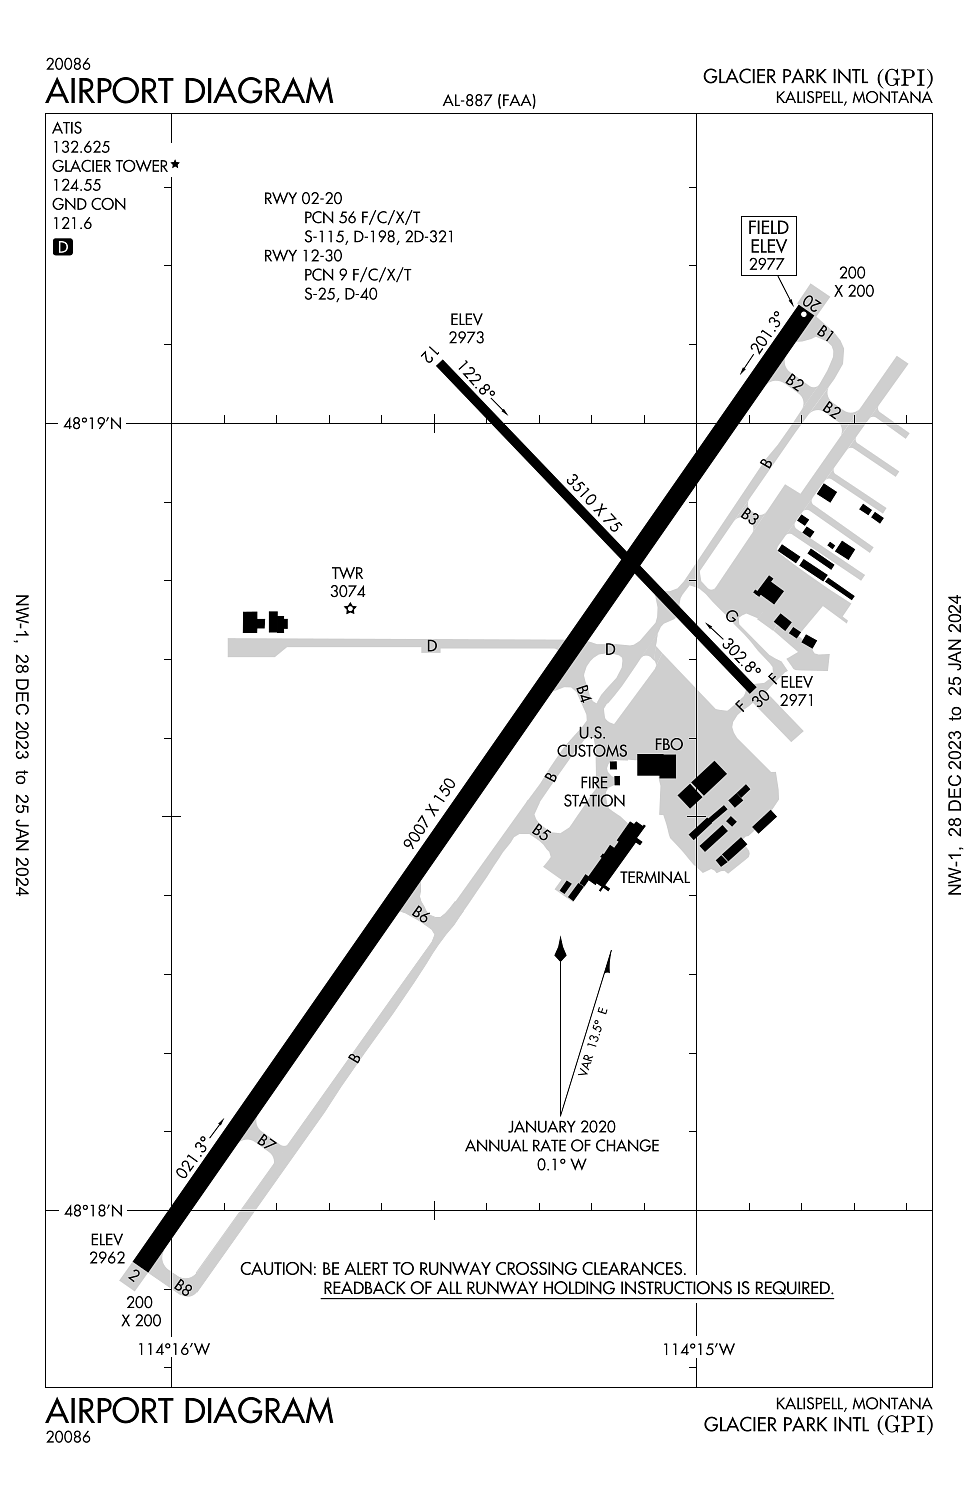 20086
AIRPORT DIAGRAM
AL-887 (FAA)
GLACIER PARK INTL (GPI)
KALISPELL, MONTANA
ATIS
132.625
GLACIER TOWER★
124.55
GND CON
121.6
D
RWY 02-20
PCN 56 F/C/X/T
S-115, D-198, 2D-321
RWY 12-30
PCN 9 F/C/X/T
S-25, D-40
FIELD
ELEV
2977
200
X 200
20
B1
201.3°
ELEV
2973
12
122.8°
B2
B2
48°19'N
B
3510 X 75
B3
TWR
3074
G
D
D
302.8°
F
ELEV
2971
30
F
B4
U.S.
CUSTOMS
FBO
B
FIRE
STATION
9007 X 150
B5
TERMINAL
B6
VAR 13.5° E
B
JANUARY 2020
ANNUAL RATE OF CHANGE
0.1° W
021.3°
B7
48°18'N
ELEV
2962
2
B8
200
X 200
CAUTION: BE ALERT TO RUNWAY CROSSING CLEARANCES.
READBACK OF ALL RUNWAY HOLDING INSTRUCTIONS IS REQUIRED.
114°16'W
114°15'W
NW-1, 28 DEC 2023 to 25 JAN 2024
NW-1, 28 DEC 2023 to 25 JAN 2024
AIRPORT DIAGRAM
20086
KALISPELL, MONTANA
GLACIER PARK INTL (GPI)